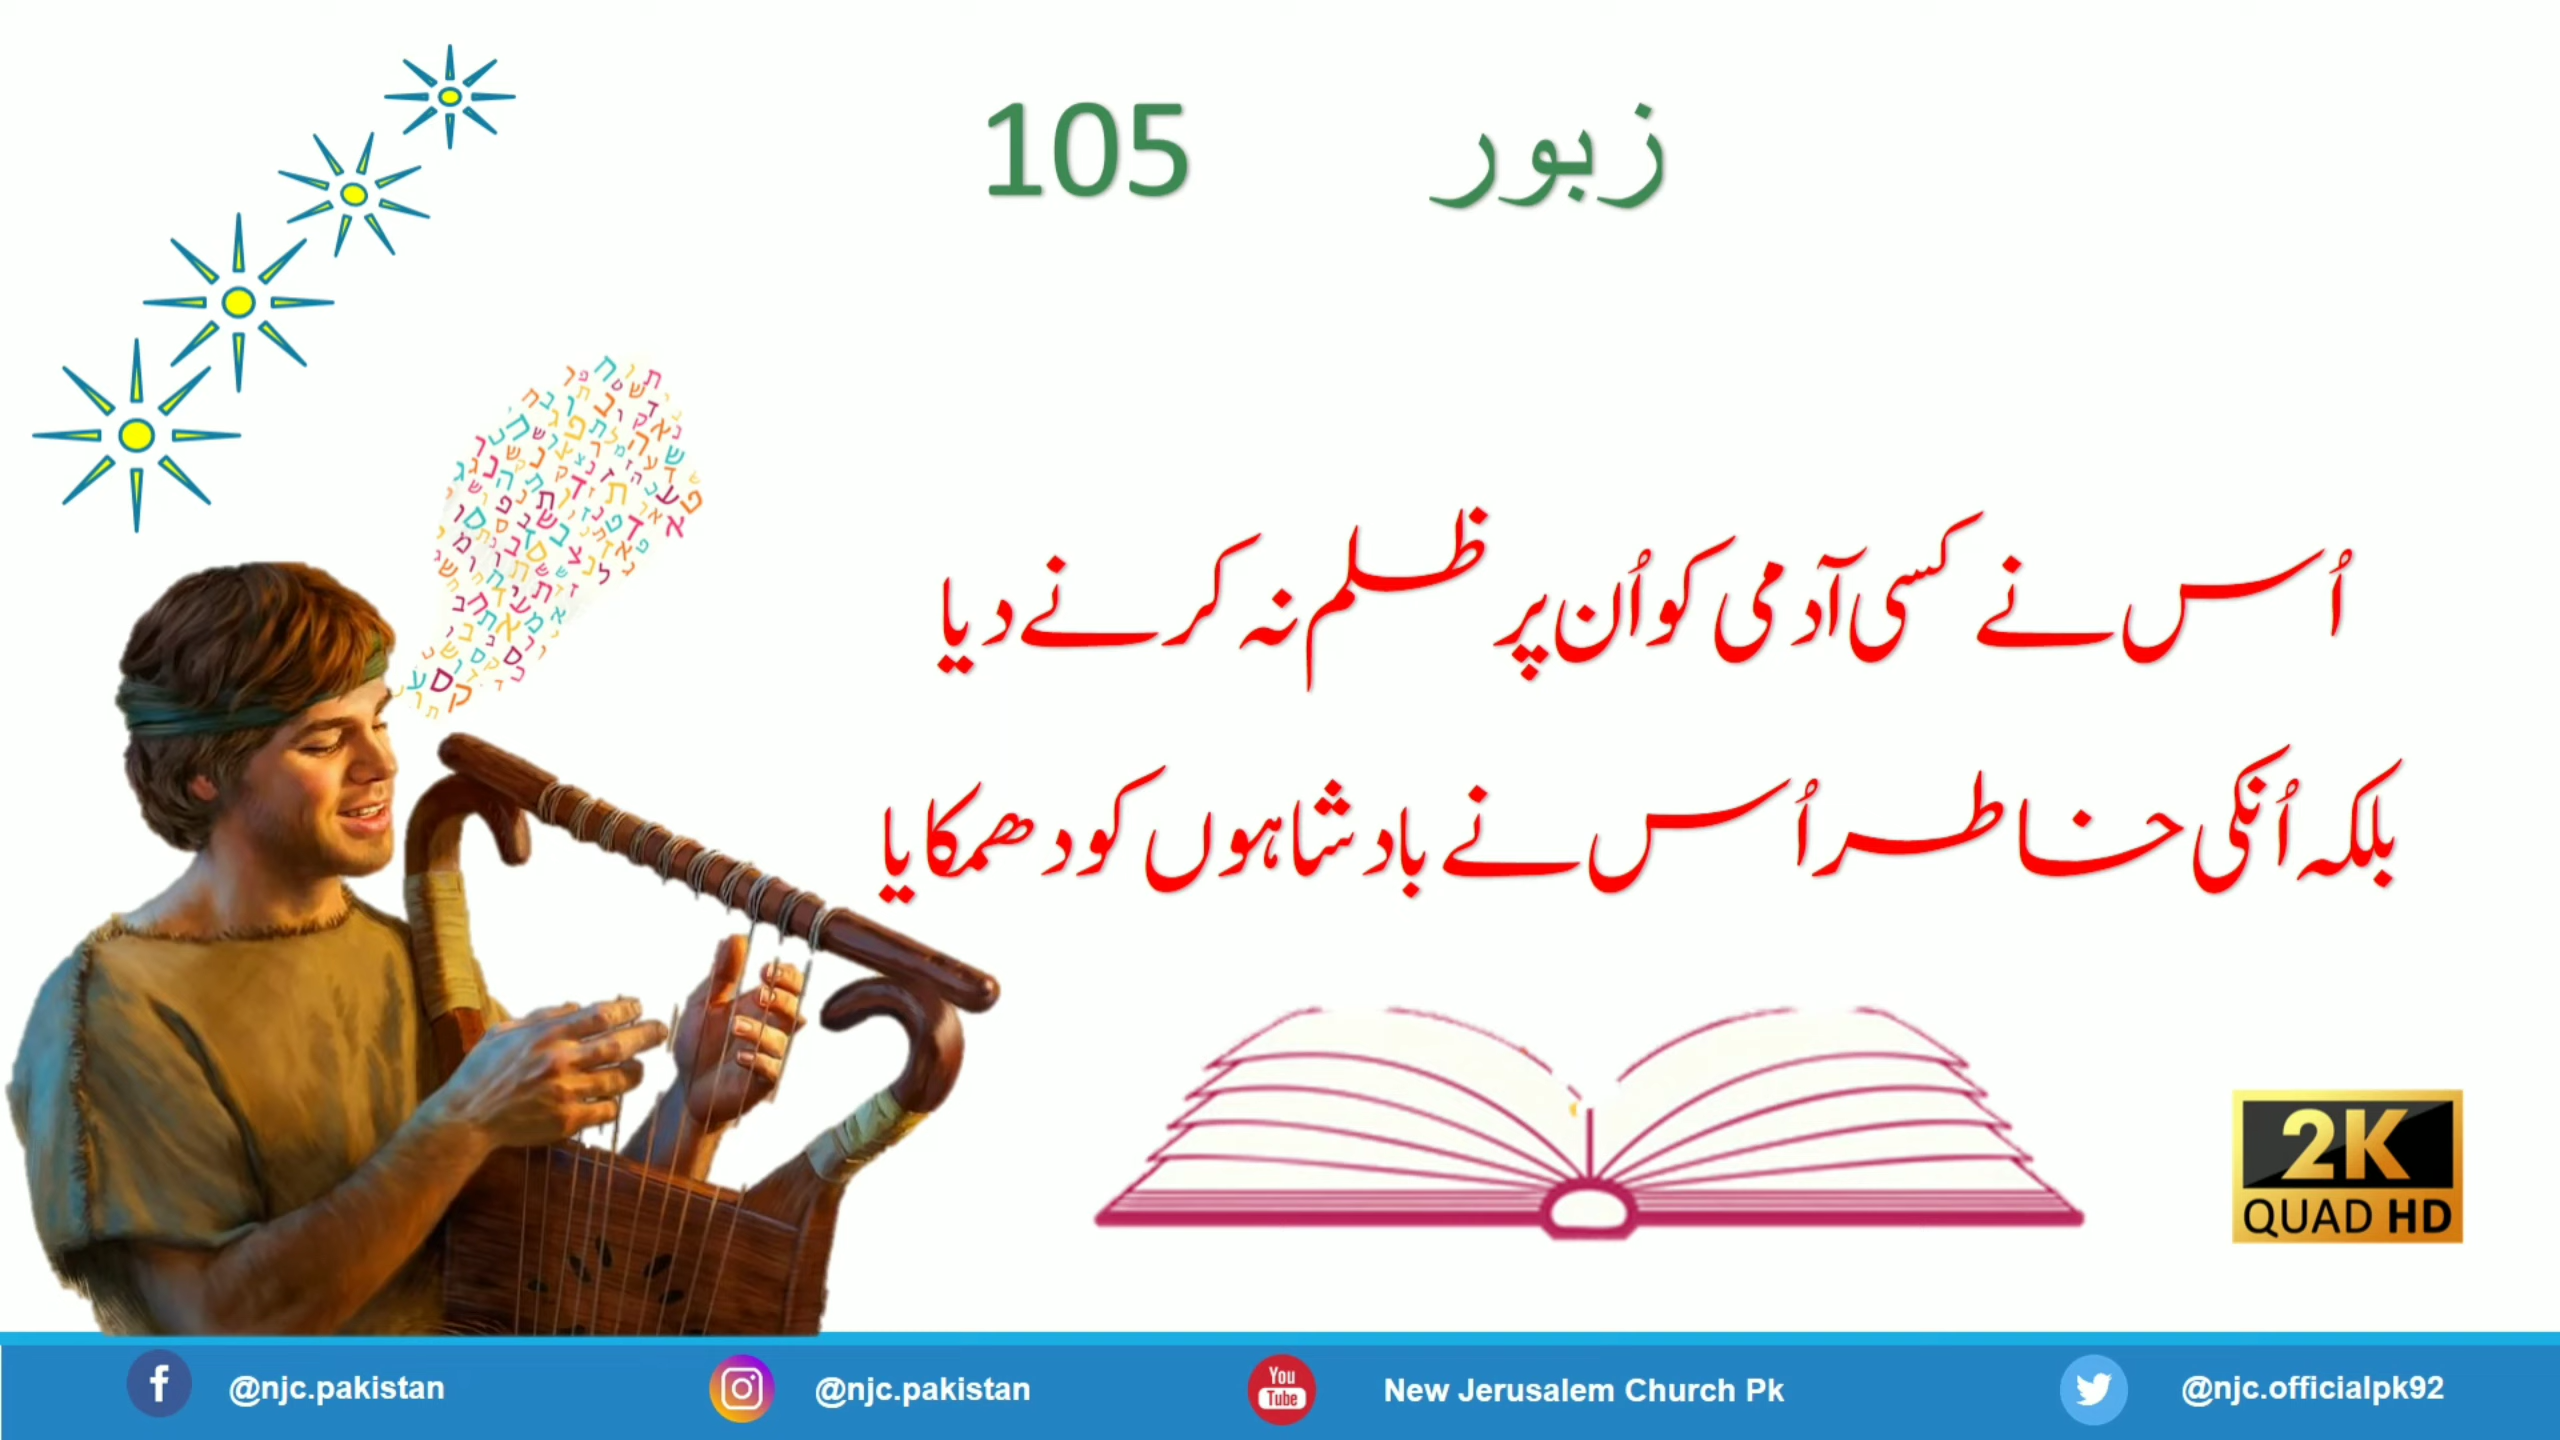 زبور 105
اُس نے کسی آدمی کو اُن پر ظلم نہ کرنے دیا
بلکہ اُنکی خاطر اُس نے بادشاہوں کو دھمکایا
2K
QUAD HD
@njc.pakistan
@njc.pakistan
You
Tube
New Jerusalem Church Pk
@njc.officialpk92